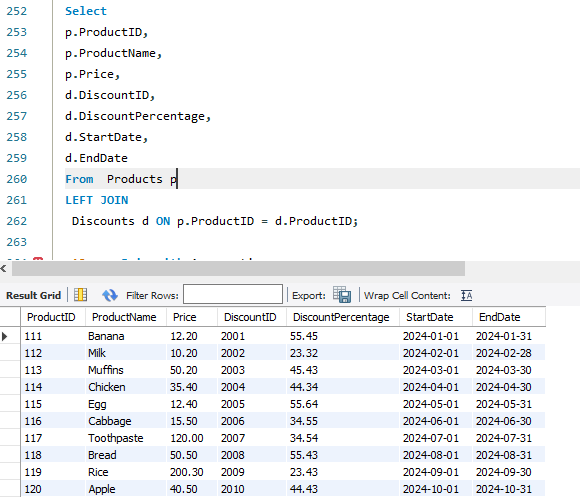 252 Select
253 p.ProductID,
254 p.ProductName,
255 p.Price,
256 d.DiscountID,
257 d.DiscountPercentage,
258 d.StartDate,
259 d.EndDate
260 From Products p
261 LEFT JOIN
262 Discounts d ON p.ProductID = d.ProductID;
263
Result Grid Filter Rows: Export: Wrap Cell Content:
ProductID ProductName Price DiscountID DiscountPercentage StartDate EndDate
111 Banana 12.20 2001 55.45 2024-01-01 2024-01-31
112 Milk 10.20 2002 23.32 2024-02-01 2024-02-28
113 Muffins 50.20 2003 45.43 2024-03-01 2024-03-30
114 Chicken 35.40 2004 44.34 2024-04-01 2024-04-30
115 Egg 12.40 2005 55.64 2024-05-01 2024-05-31
116 Cabbage 15.50 2006 34.55 2024-06-01 2024-06-30
117 Toothpaste 120.00 2007 34.54 2024-07-01 2024-07-31
118 Bread 50.50 2008 55.43 2024-08-01 2024-08-31
119 Rice 200.30 2009 23.43 2024-09-01 2024-09-30
120 Apple 40.50 2010 44.43 2024-10-01 2024-10-31